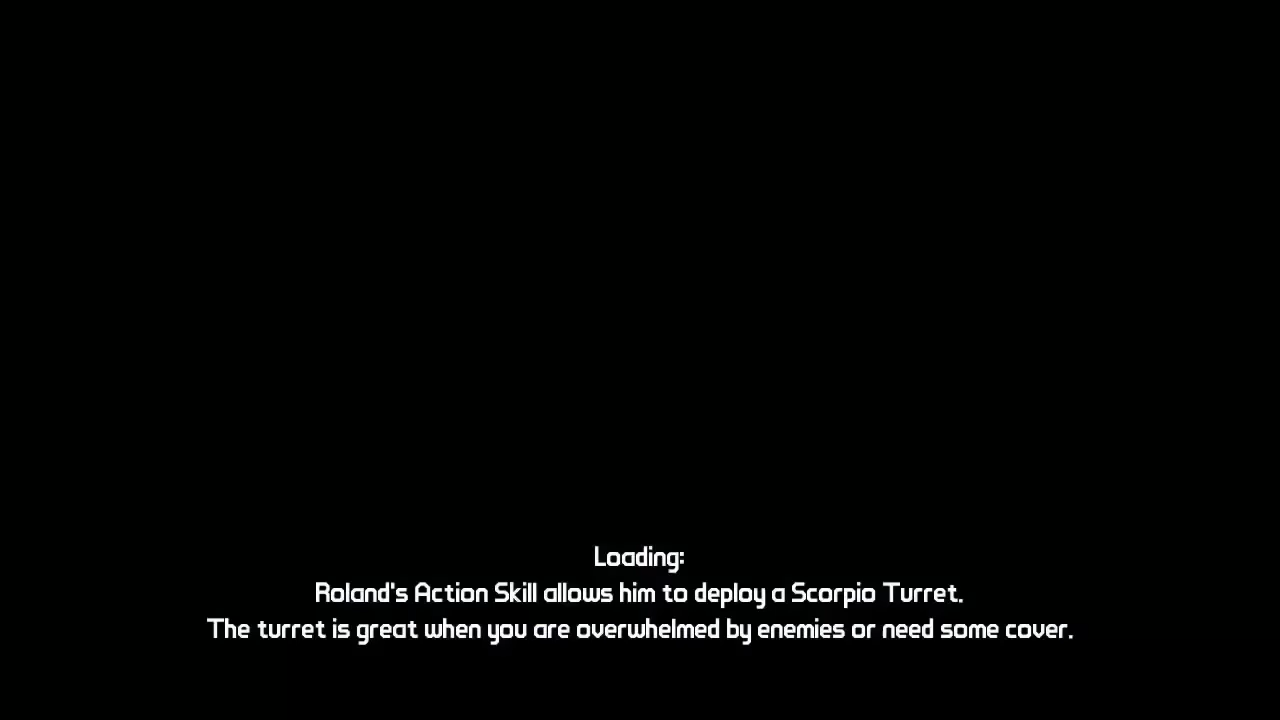 Loading:
Roland's Action Skill allows him to deploy a Scorpio Turret.
The turret is great when you are overwhelmed by enemies or need some cover.